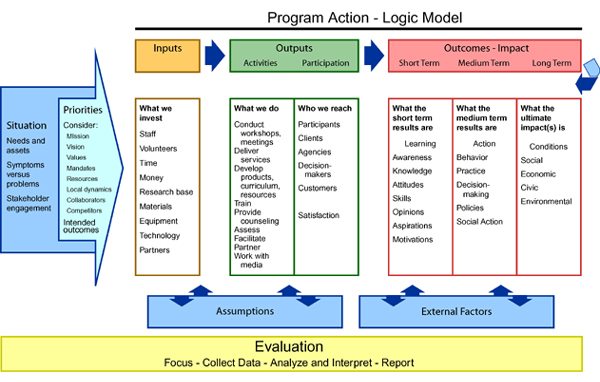 Program Action - Logic Model
Inputs
Outputs
Activities Participation
Outcomes - Impact
Short Term Medium Term Long Term
Situation
Needs and
assets
Symptoms
versus
problems
Stakeholder
engagement
Priorities
Consider:
Mission
Vision
Values
Mandates
Resources
Local dynamics
Collaborators
Competitors
Intended
outcomes
What we
invest
Staff
Volunteers
Time
Money
Research base
Materials
Equipment
Technology
Partners
What we
do
Conduct
workshops,
meetings
Deliver
services
Develop
products,
curriculum,
resources
Train
Provide
counseling
Assess
Facilitate
Partner
Work with
media
Who we
reach
Participants
Clients
Agencies
Decision-
makers
Customers
Satisfaction
What the
short term
results are
Learning
Awareness
Knowledge
Attitudes
Skills
Opinions
Aspirations
Motivations
What the
medium term
results are
Action
Behavior
Practice
Decision-
making
Policies
Social Action
What the
ultimate
impact(s) is
Conditions
Social
Economic
Civic
Environmental
Assumptions
External Factors
Evaluation
Focus - Collect Data - Analyze and Interpret - Report